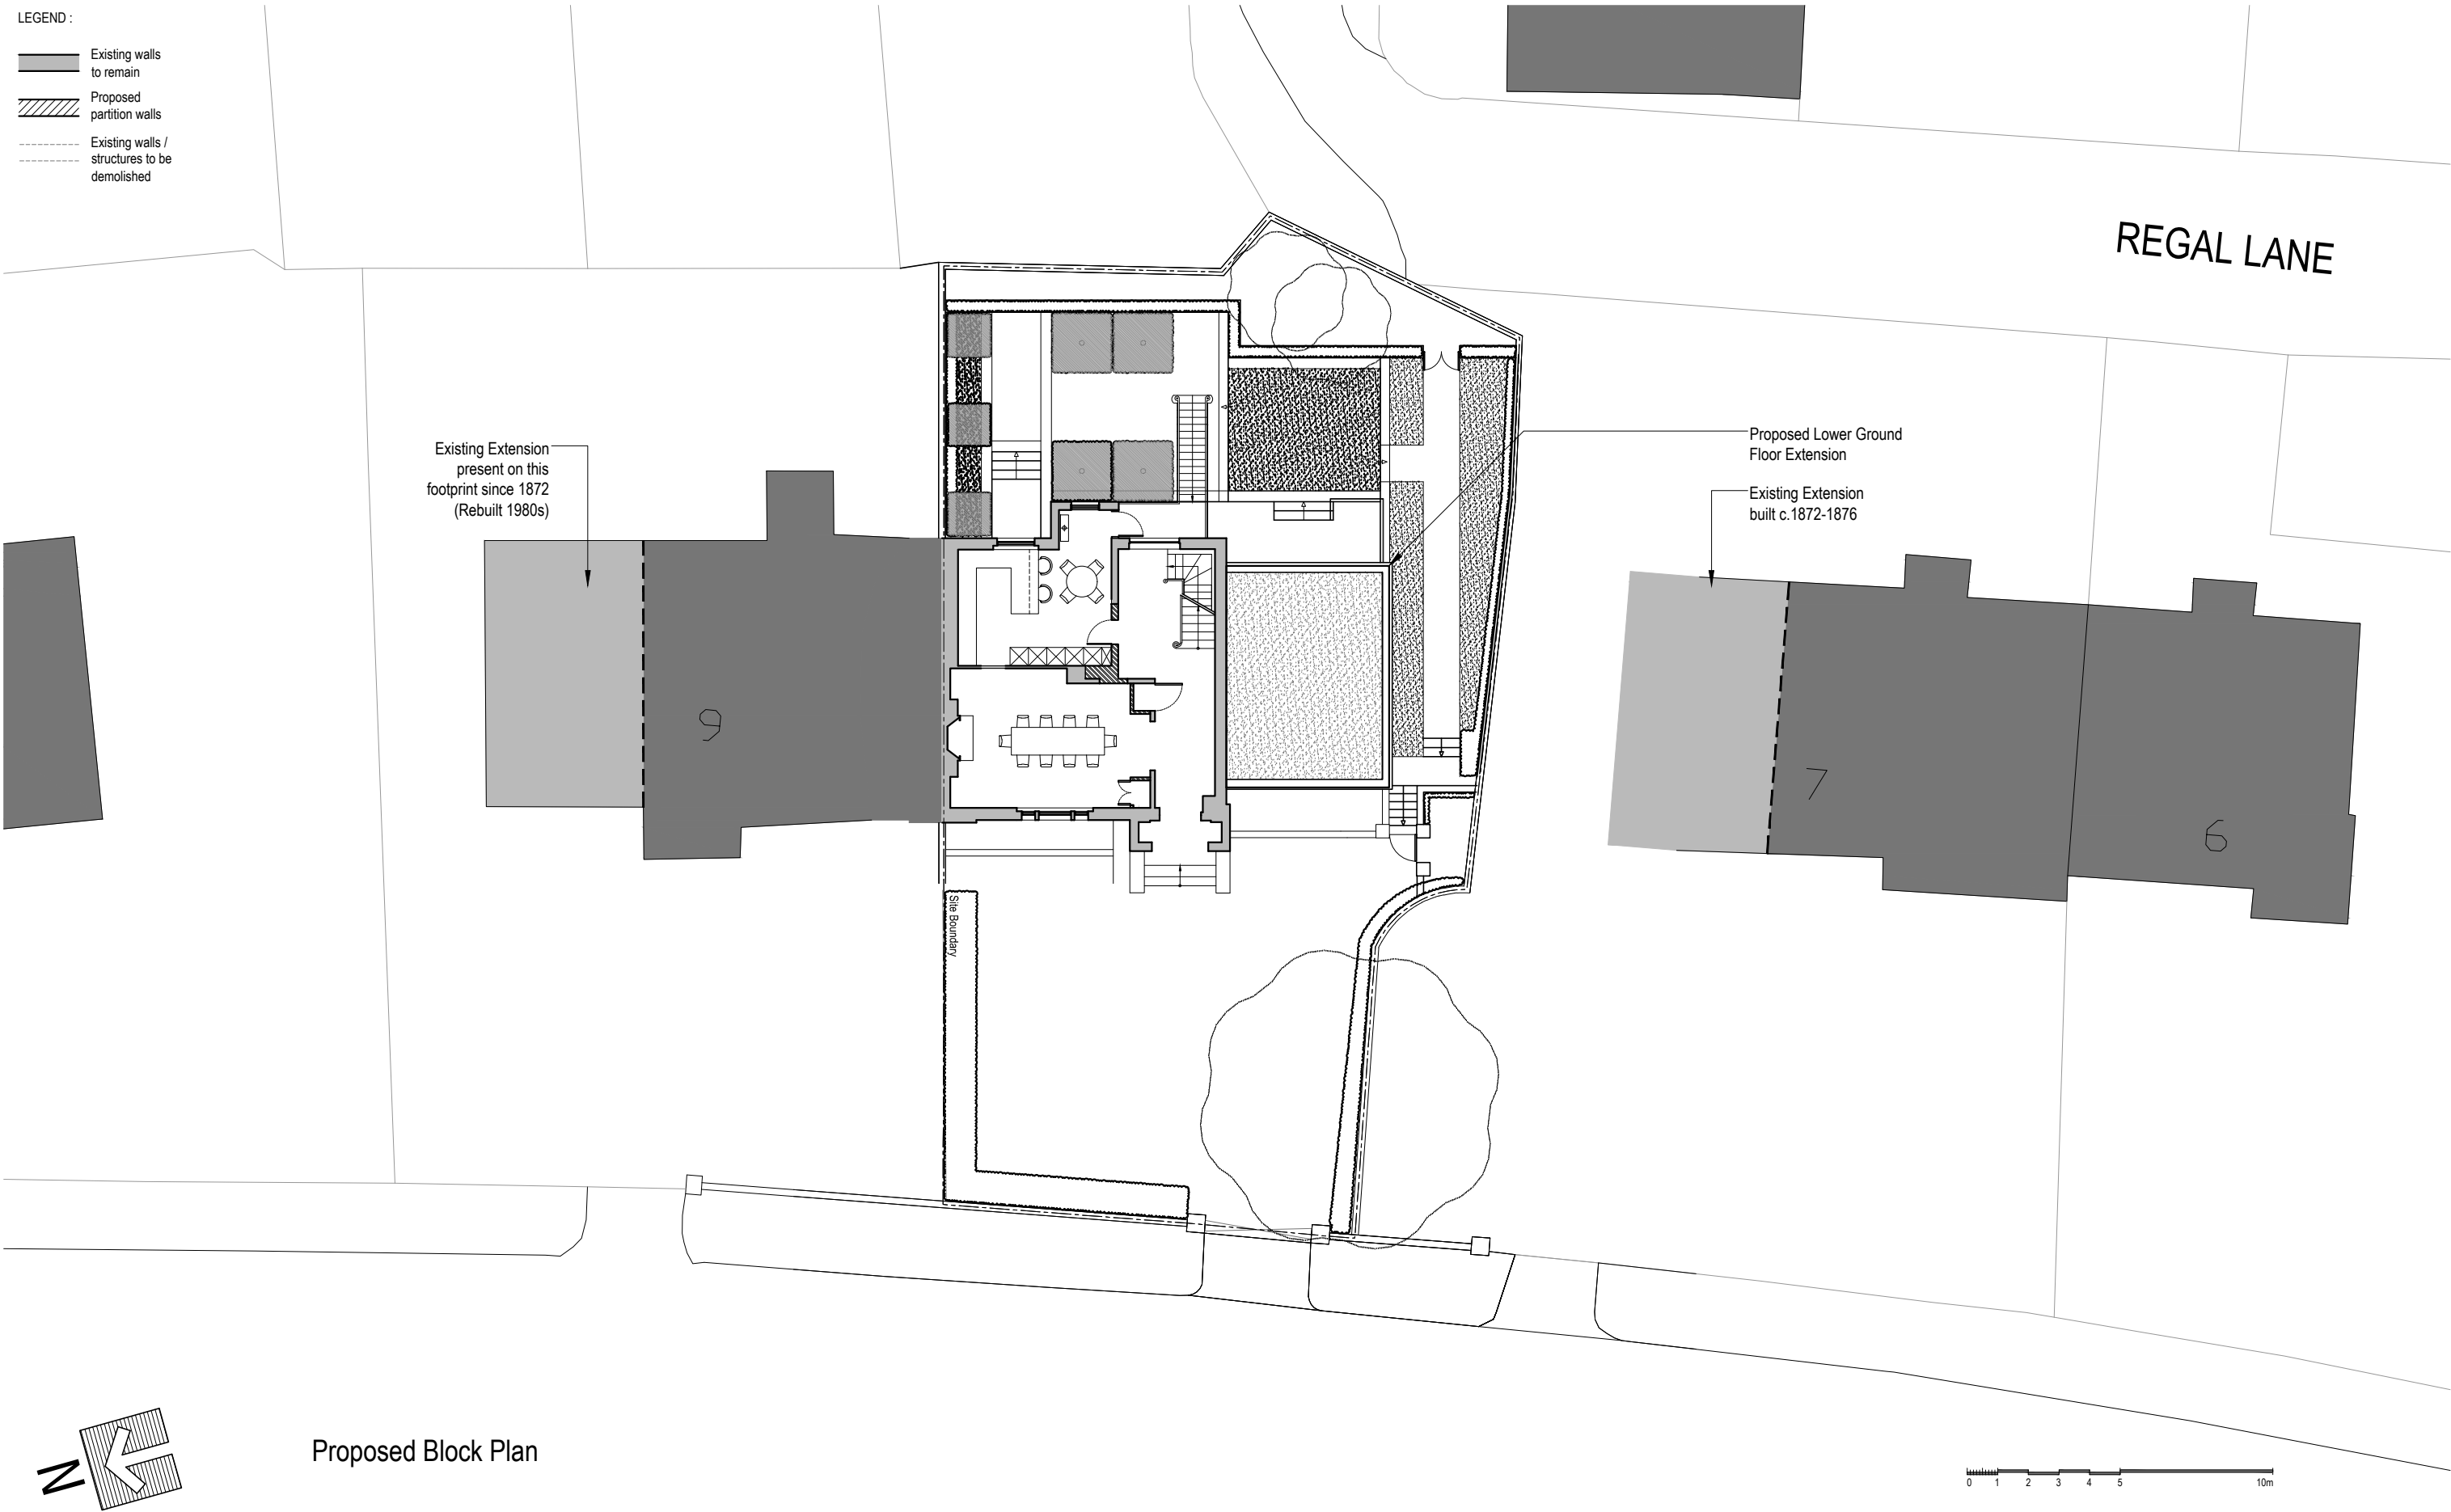 LEGEND :
Existing walls
to remain
Proposed
partition walls
Existing walls /
structures to be
demolished
REGAL LANE
Existing Extension
present on this
footprint since 1872
(Rebuilt 1980s)
Proposed Lower Ground
Floor Extension
Existing Extension
built c.1872-1876
9
7
6
Site Boundary
N
Proposed Block Plan
0 1 2 3 4 5 10m